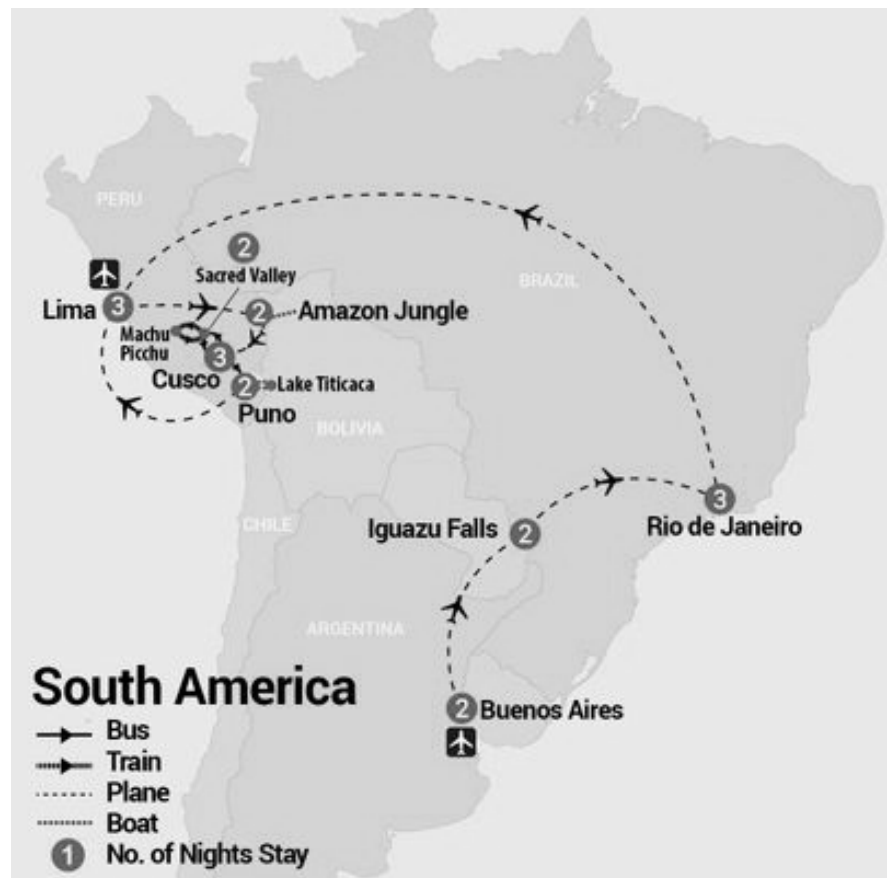 PERU
2
Sacred Valley
BRAZIL
Lima
3
2
Amazon Jungle
Machu
Picchu
3
Cusco
2
Lake Titicaca
Puno
BOLIVIA
3
Rio de Janeiro
CHILE
Iguazu Falls
2
ARGENTINA
South America
2
Buenos Aires
Bus
Train
Plane
Boat
1
No. of Nights Stay